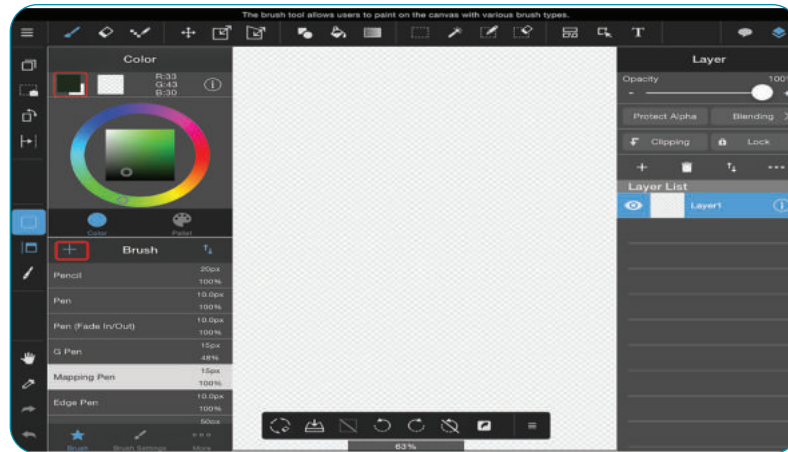 The brush tool allows users to paint on the canvas with various brush types.
T
Color
R:33
G:43
B:30
Color
Pallet
Brush
Pencil
20px
100%
Pen
10.0px
100%
Pen (Fade In/Out)
10.0px
100%
G Pen
15px
48%
Mapping Pen
15px
100%
Edge Pen
10.0px
100%
50px
Brush
Brush Settings
More
63%
Layer
Opacity
100%
Protect Alpha
Blending
Clipping
Lock
Layer List
Layer1